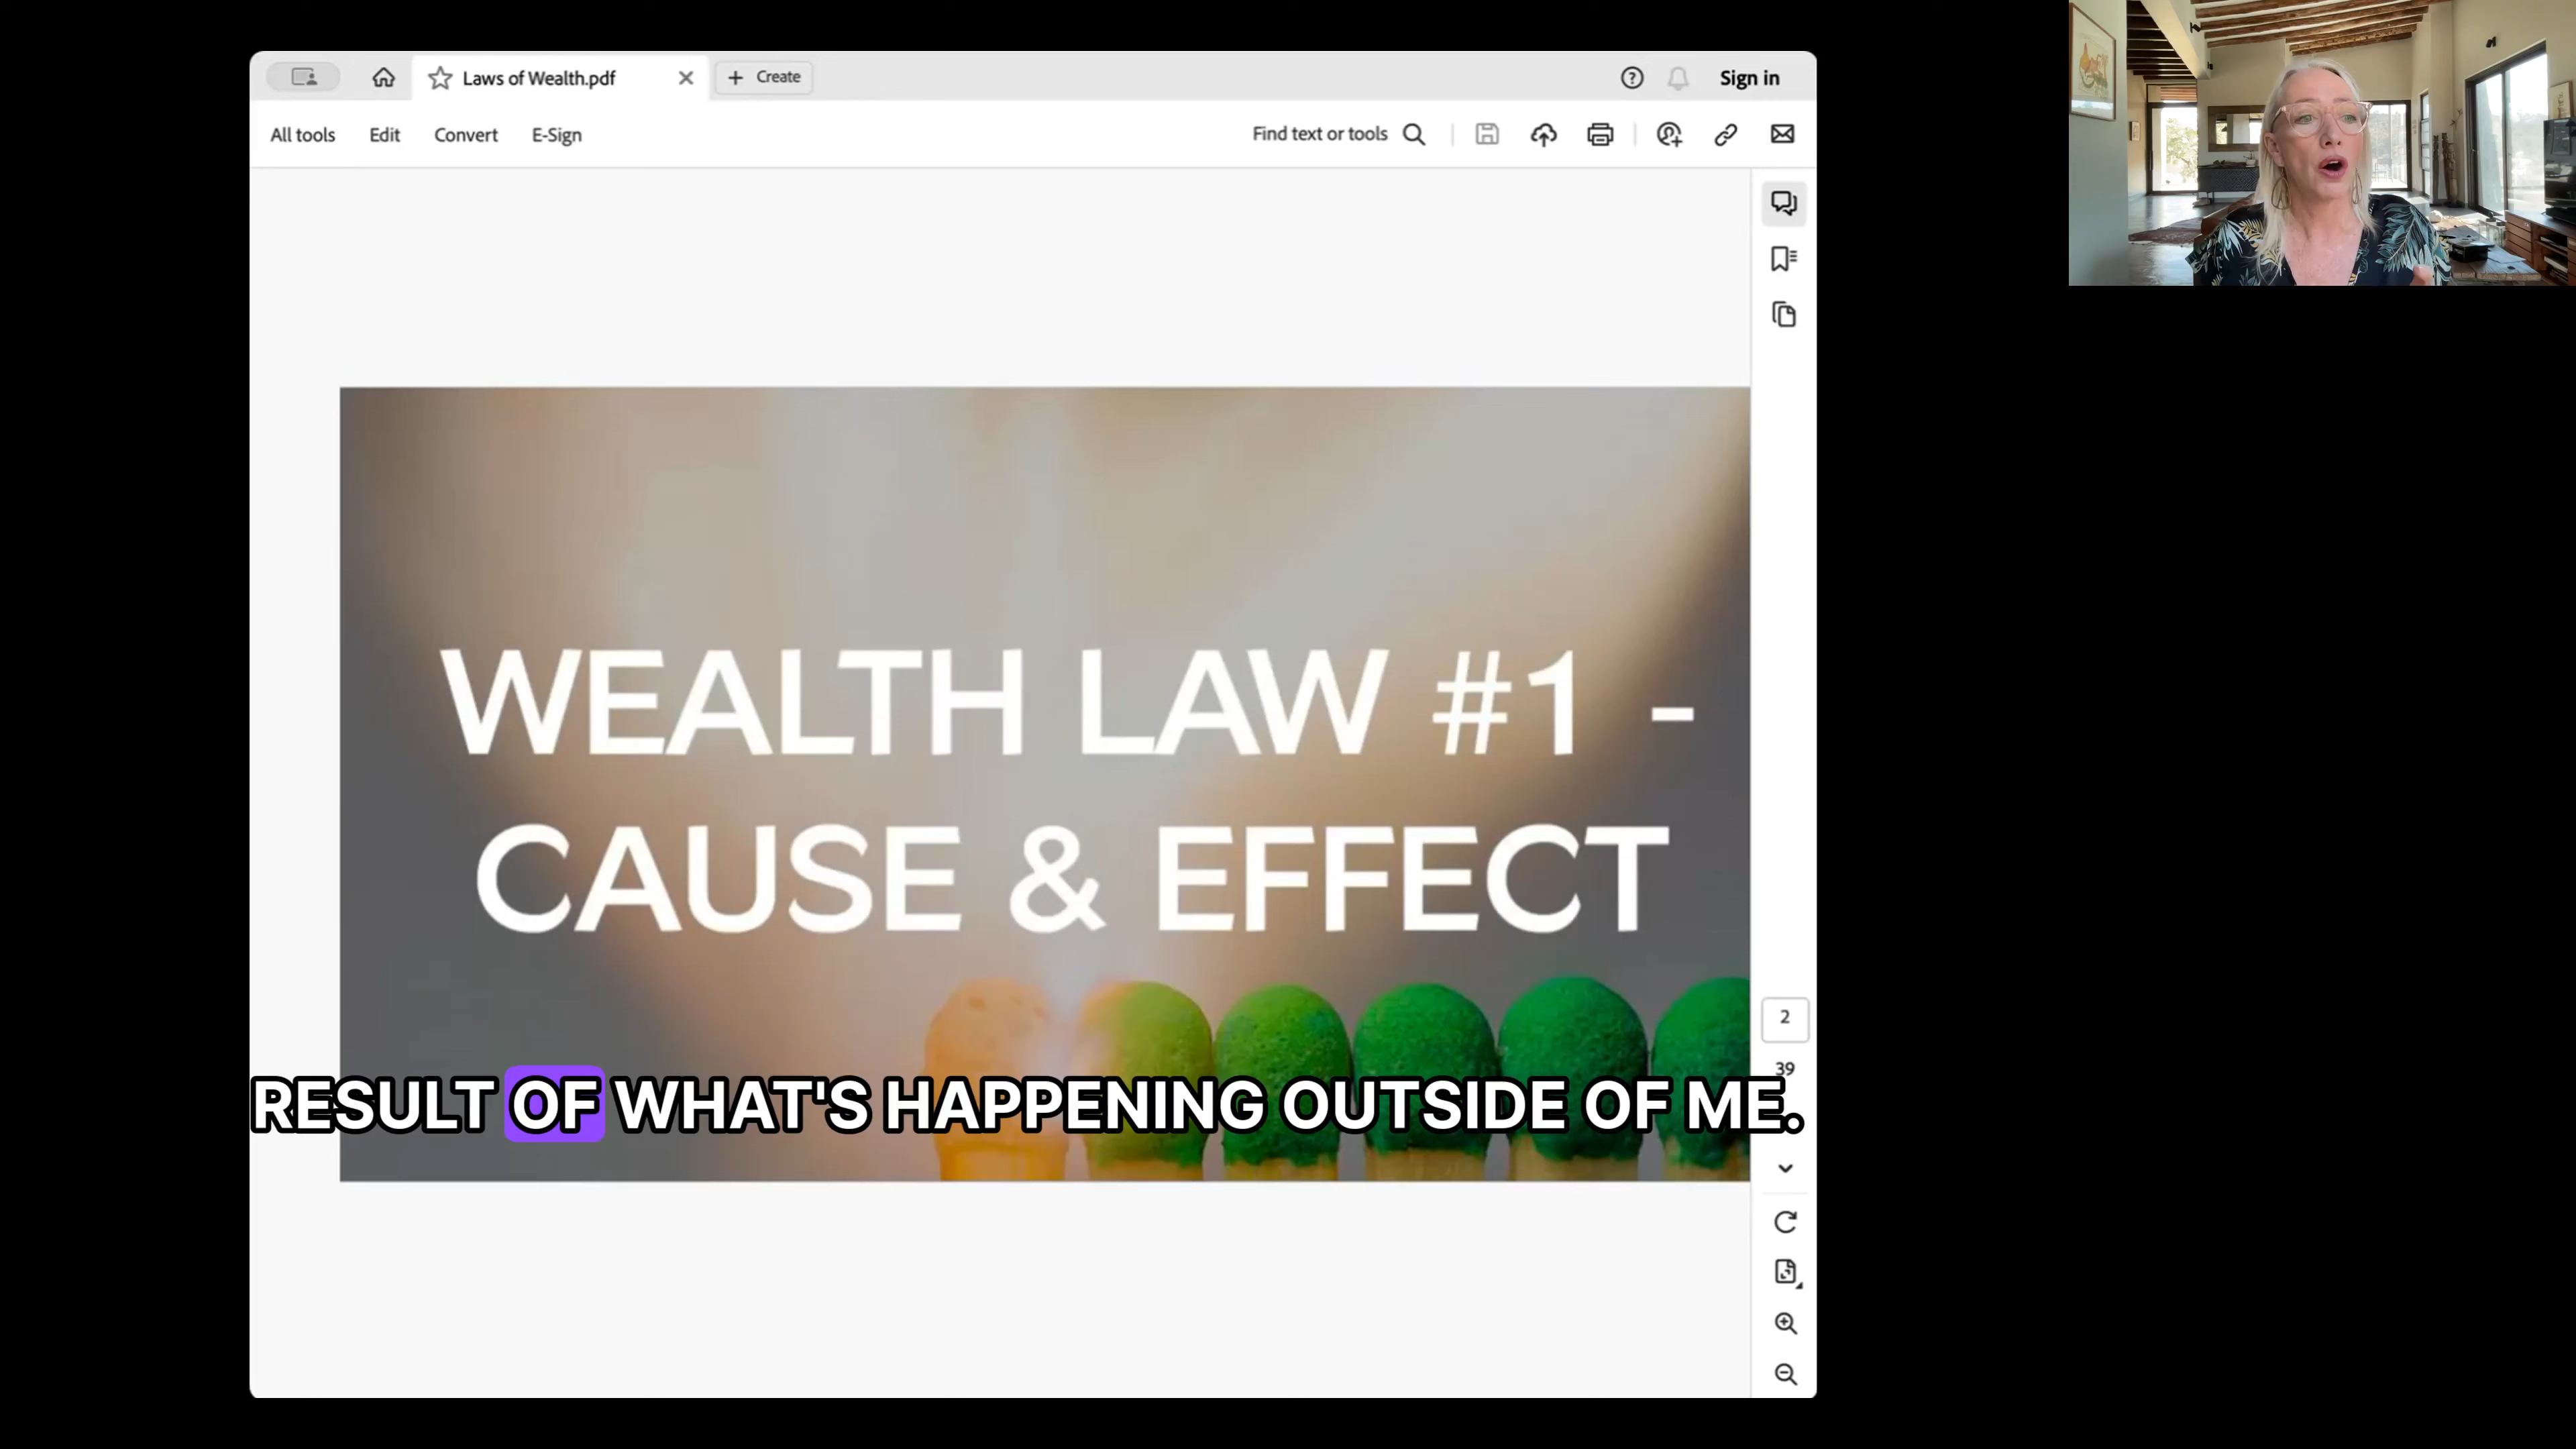 Laws of Wealth.pdf
Create
Sign in
All tools
Edit
Convert
E-Sign
Find text or tools
WEALTH LAW #1 -
CAUSE & EFFECT
2
39
RESULT OF WHAT'S HAPPENING OUTSIDE OF ME.